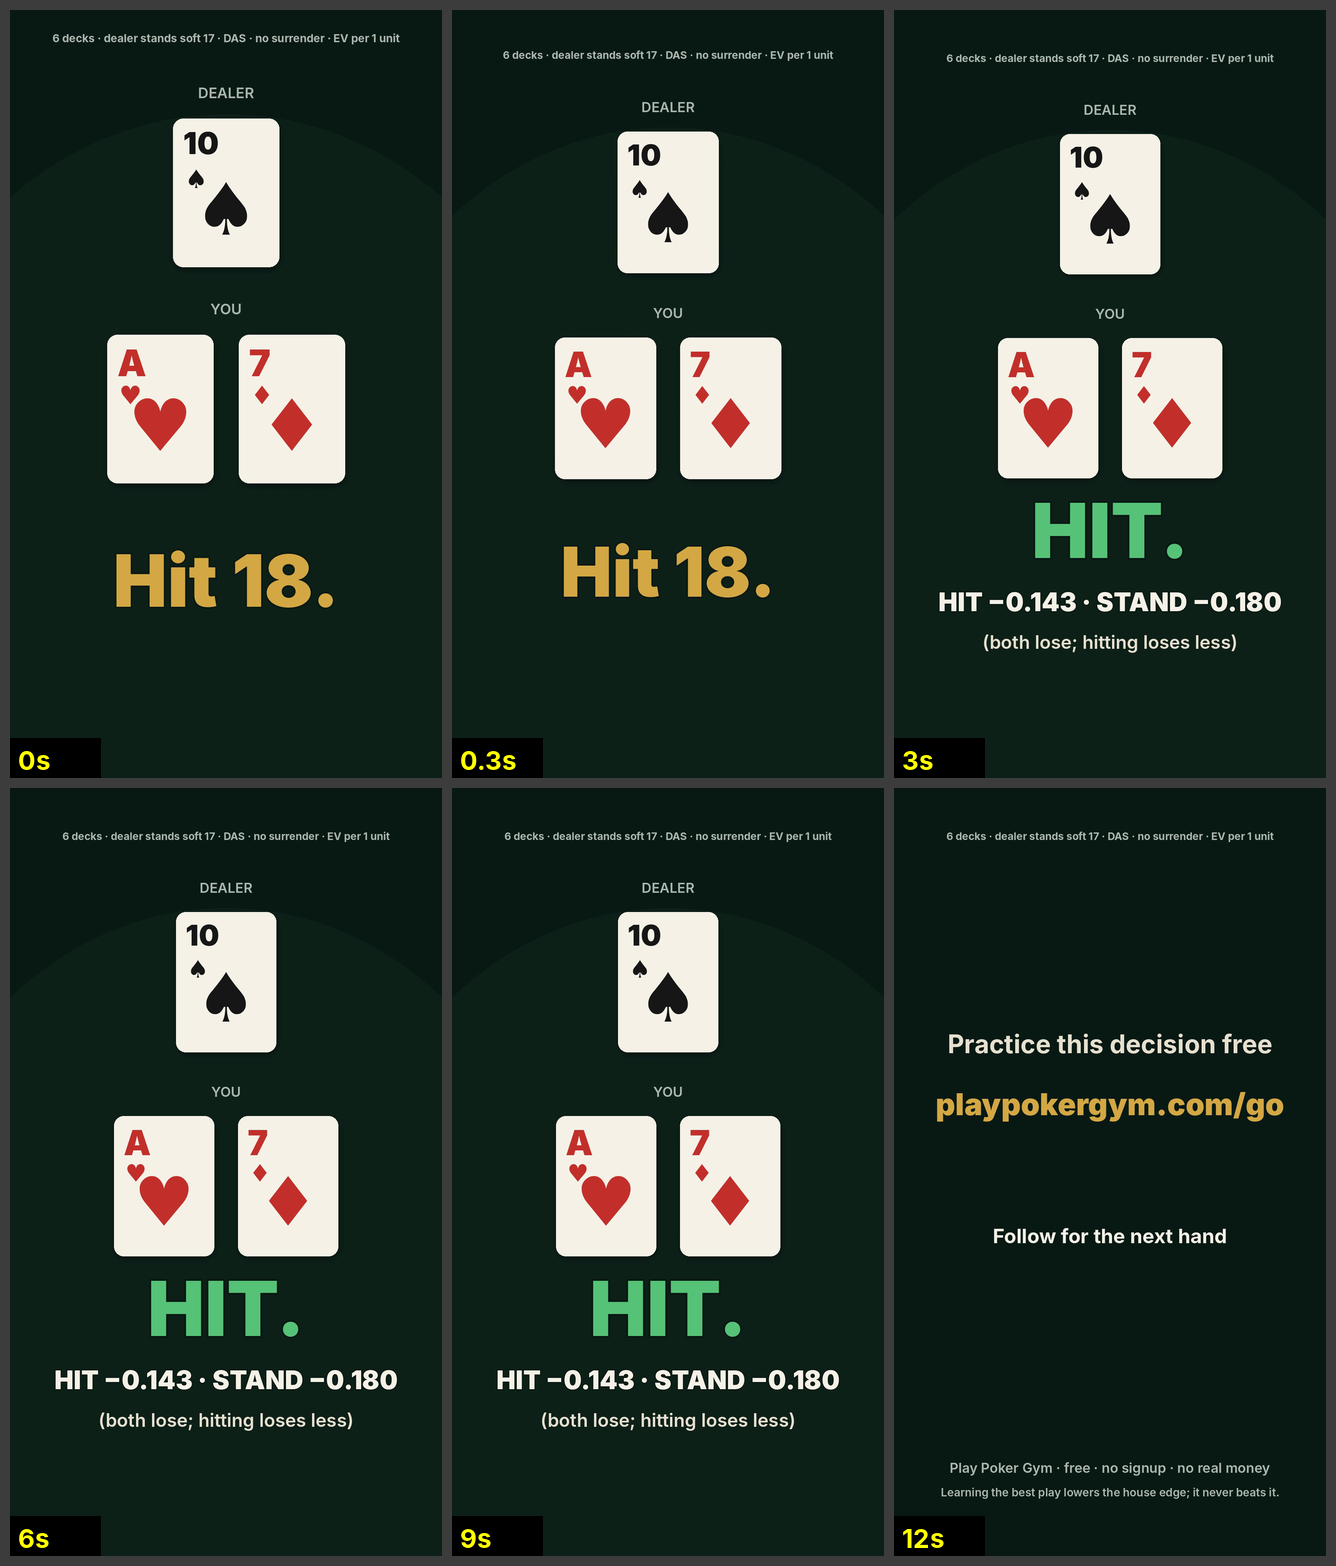 6 decks · dealer stands soft 17 · DAS · no surrender · EV per 1 unit
DEALER
10
YOU
A
7
Hit 18.
0s
6 decks · dealer stands soft 17 · DAS · no surrender · EV per 1 unit
DEALER
10
YOU
A
7
Hit 18.
0.3s
6 decks · dealer stands soft 17 · DAS · no surrender · EV per 1 unit
DEALER
10
YOU
A
7
HIT.
HIT −0.143 · STAND −0.180
(both lose; hitting loses less)
3s
6 decks · dealer stands soft 17 · DAS · no surrender · EV per 1 unit
DEALER
10
YOU
A
7
HIT.
HIT −0.143 · STAND −0.180
(both lose; hitting loses less)
6s
6 decks · dealer stands soft 17 · DAS · no surrender · EV per 1 unit
DEALER
10
YOU
A
7
HIT.
HIT −0.143 · STAND −0.180
(both lose; hitting loses less)
9s
6 decks · dealer stands soft 17 · DAS · no surrender · EV per 1 unit
Practice this decision free
playpokergym.com/go
Follow for the next hand
Play Poker Gym · free · no signup · no real money
Learning the best play lowers the house edge; it never beats it.
12s